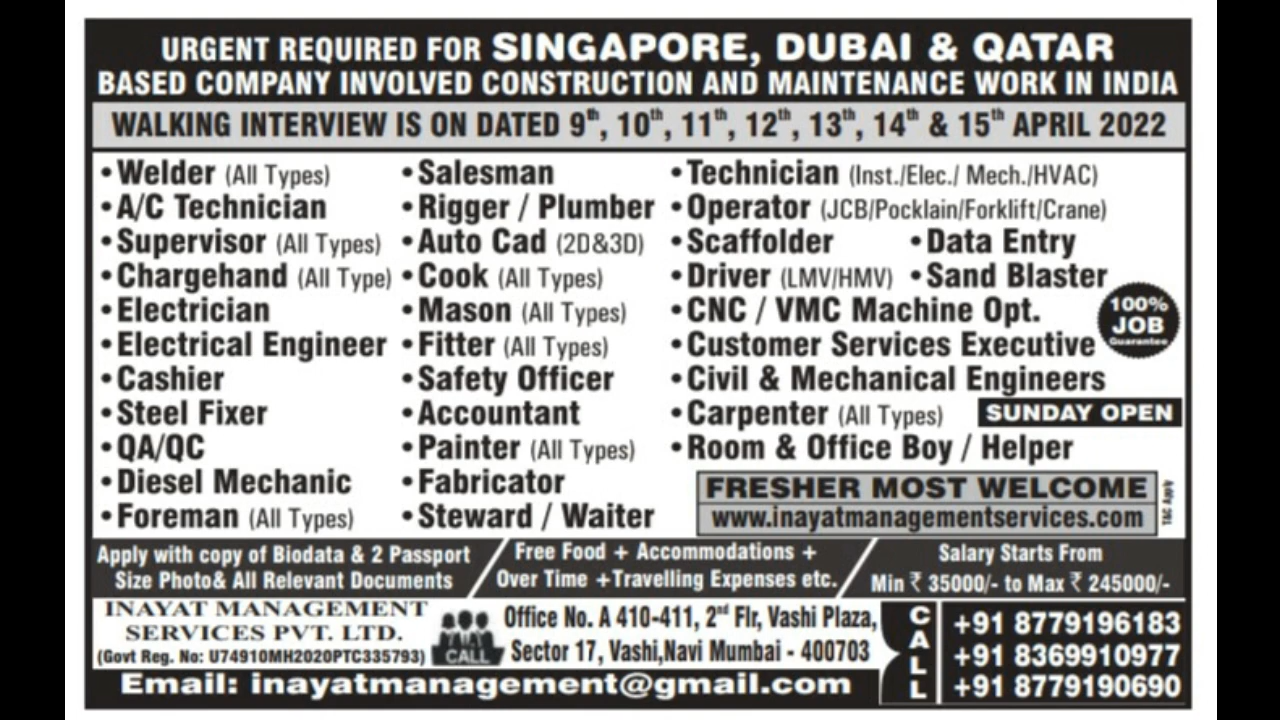 URGENT REQUIRED FOR SINGAPORE, DUBAI & QATAR
BASED COMPANY INVOLVED CONSTRUCTION AND MAINTENANCE WORK IN INDIA
WALKING INTERVIEW IS ON DATED 9th, 10th, 11th, 12th, 13th, 14th & 15th APRIL 2022
•Welder (All Types)
•A/C Technician
•Supervisor (All Types)
•Chargehand (All Type)
•Electrician
•Electrical Engineer
•Cashier
•Steel Fixer
•QA/QC
•Diesel Mechanic
•Foreman (All Types)
•Salesman
•Rigger / Plumber
•Auto Cad (2D&3D)
•Cook (All Types)
•Mason (All Types)
•Fitter (All Types)
•Safety Officer
•Accountant
•Painter (All Types)
•Fabricator
•Steward / Waiter
•Technician (Inst./Elec./ Mech./HVAC)
•Operator (JCB/Pocklain/Forklift/Crane)
•Scaffolder •Data Entry
•Driver (LMV/HMV) •Sand Blaster
•CNC / VMC Machine Opt.
•Customer Services Executive
•Civil & Mechanical Engineers
•Carpenter (All Types)
•Room & Office Boy / Helper
100%
JOB
Guarantee
SUNDAY OPEN
FRESHER MOST WELCOME
www.inayatmanagementservices.com
T&C Apply
Apply with copy of Biodata & 2 Passport
Size Photo& All Relevant Documents
Free Food + Accommodations +
Over Time +Travelling Expenses etc.
Salary Starts From
Min ₹ 35000/- to Max ₹ 245000/-
INAYAT MANAGEMENT
SERVICES PVT. LTD.
(Govt Reg. No: U74910MH2020PTC335793)
CALL
Office No. A 410-411, 2nd Flr, Vashi Plaza,
Sector 17, Vashi,Navi Mumbai - 400703
Email: inayatmanagement@gmail.com
CALL
+91 8779196183
+91 8369910977
+91 8779190690